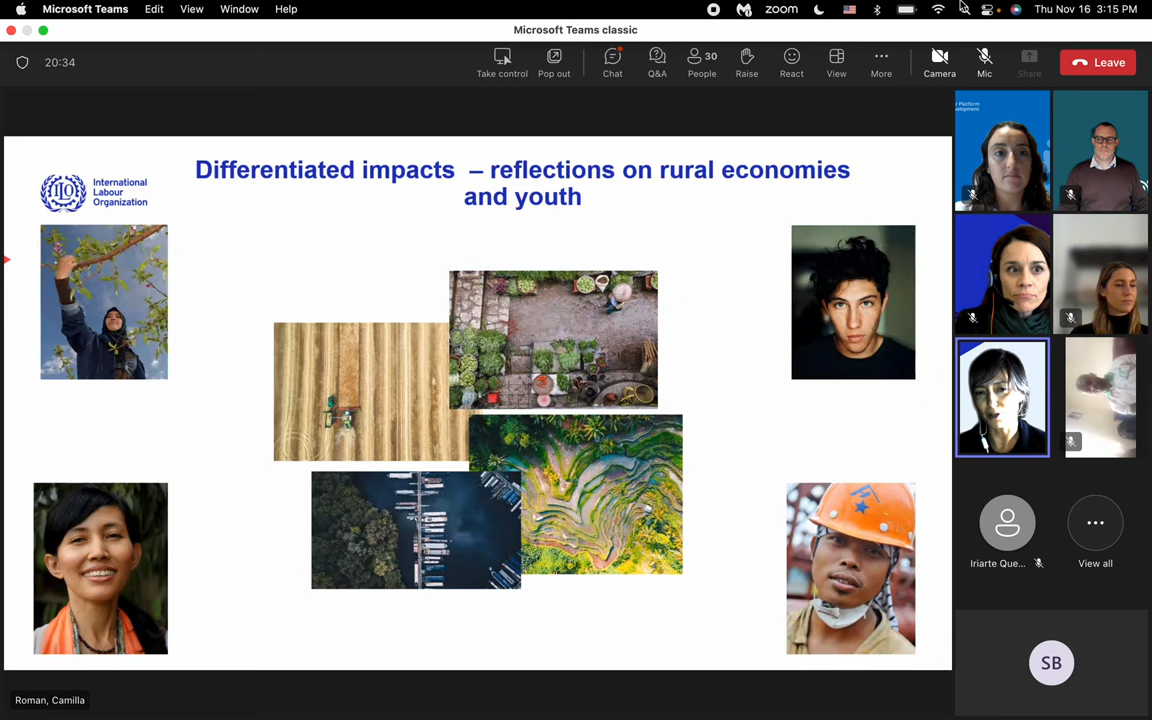 Microsoft Teams Edit View Window Help zoom Thu Nov 16 3:15 PM
Microsoft Teams classic
20:34
Take control Pop out Chat Q&A 30 People Raise React View More Camera Mic Share Leave
r Platform
elopment
Differentiated impacts – reflections on rural economies
and youth
International
Labour
Organization
Iriarte Que... View all
SB
Roman, Camilla